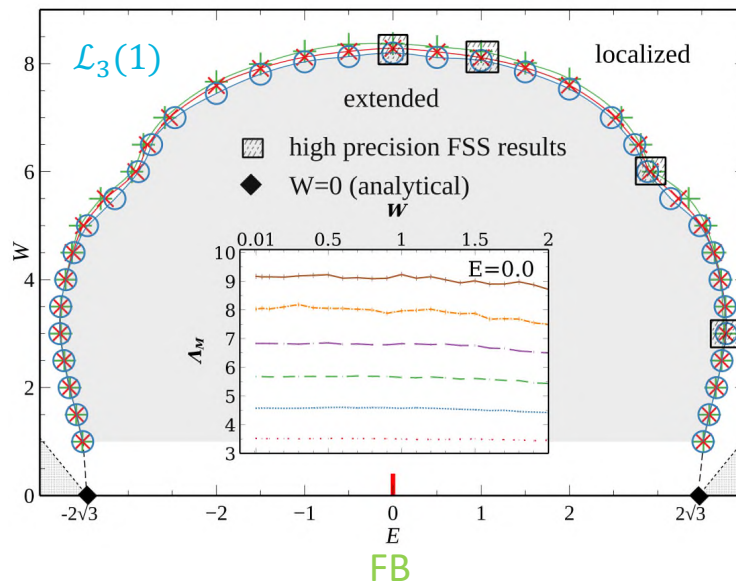 ℒ₃(1)
localized
extended
high precision FSS results
W=0 (analytical)
W
0.01 0.5 1 1.5 2
E=0.0
10
9
8
7
6
5
4
3
Λ_M
8
6
4
2
0
W
-2√3 −2 −1 0 1 2 2√3
E
FB